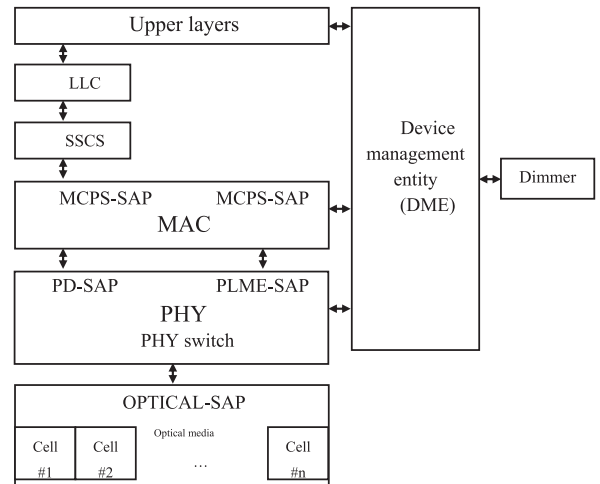 Upper layers
LLC
SSCS
MCPS-SAP MCPS-SAP
MAC
PD-SAP PLME-SAP
PHY
PHY switch
OPTICAL-SAP
Optical media
Cell
#1
Cell
#2
...
Cell
#n
Device
management
entity
(DME)
Dimmer